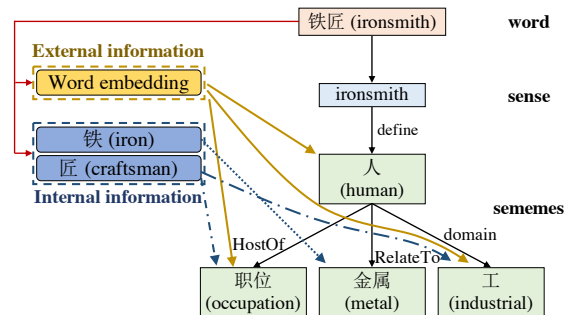 铁匠 (ironsmith)
word
External information
Word embedding
ironsmith
sense
define
铁 (iron)
匠 (craftsman)
Internal information
人
(human)
sememes
HostOf
RelateTo
domain
职位
(occupation)
金属
(metal)
工
(industrial)